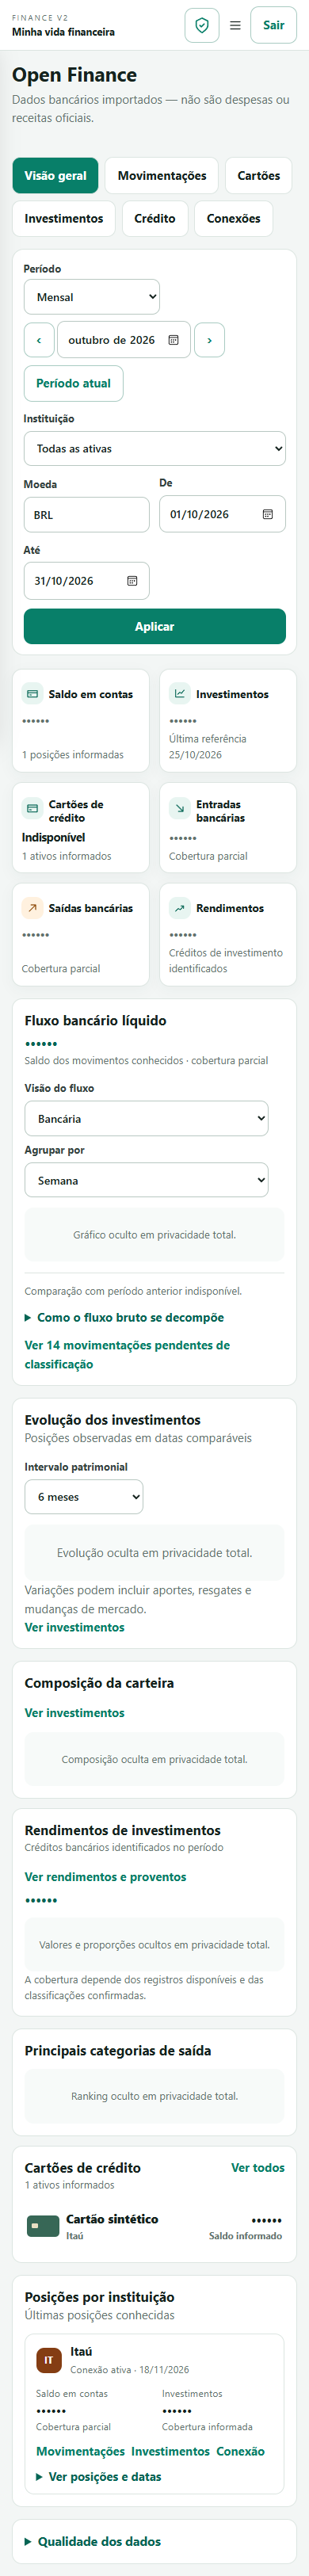 FINANCE V2
Minha vida financeira
Sair
Open Finance
Dados bancários importados — não são despesas ou
receitas oficiais.
Visão geral
Movimentações
Cartões
Investimentos
Crédito
Conexões
Período
Mensal
‹
outubro de 2026
›
Período atual
Instituição
Todas as ativas
Moeda
De
BRL
01/10/2026
Até
31/10/2026
Aplicar
Saldo em contas
••••••
1 posições informadas
Investimentos
••••••
Última referência
25/10/2026
Cartões de
crédito
Indisponível
1 ativos informados
Entradas
bancárias
••••••
Cobertura parcial
Saídas bancárias
••••••
Cobertura parcial
Rendimentos
••••••
Créditos de investimento
identificados
Fluxo bancário líquido
••••••
Saldo dos movimentos conhecidos · cobertura parcial
Visão do fluxo
Bancária
Agrupar por
Semana
Gráfico oculto em privacidade total.
Comparação com período anterior indisponível.
▶ Como o fluxo bruto se decompõe
Ver 14 movimentações pendentes de
classificação
Evolução dos investimentos
Posições observadas em datas comparáveis
Intervalo patrimonial
6 meses
Evolução oculta em privacidade total.
Variações podem incluir aportes, resgates e
mudanças de mercado.
Ver investimentos
Composição da carteira
Ver investimentos
Composição oculta em privacidade total.
Rendimentos de investimentos
Créditos bancários identificados no período
Ver rendimentos e proventos
••••••
Valores e proporções ocultos em privacidade total.
A cobertura depende dos registros disponíveis e das
classificações confirmadas.
Principais categorias de saída
Ranking oculto em privacidade total.
Cartões de crédito
Ver todos
1 ativos informados
Cartão sintético
••••••
Itaú
Saldo informado
Posições por instituição
Últimas posições conhecidas
IT
Itaú
Conexão ativa · 18/11/2026
Saldo em contas
Investimentos
••••••
••••••
Cobertura parcial
Cobertura informada
Movimentações Investimentos Conexão
▶ Ver posições e datas
▶ Qualidade dos dados